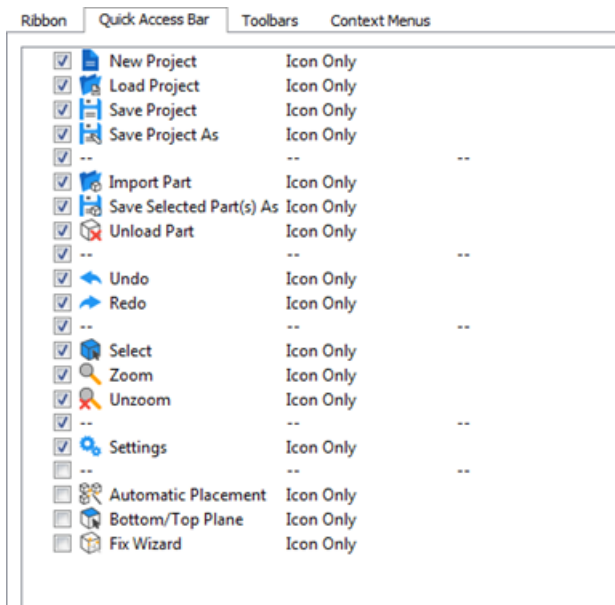 Ribbon Quick Access Bar Toolbars Context Menus
New Project Icon Only
Load Project Icon Only
Save Project Icon Only
Save Project As Icon Only
-- -- --
Import Part Icon Only
Save Selected Part(s) As Icon Only
Unload Part Icon Only
-- -- --
Undo Icon Only
Redo Icon Only
-- -- --
Select Icon Only
Zoom Icon Only
Unzoom Icon Only
-- -- --
Settings Icon Only
-- -- --
Automatic Placement Icon Only
Bottom/Top Plane Icon Only
Fix Wizard Icon Only